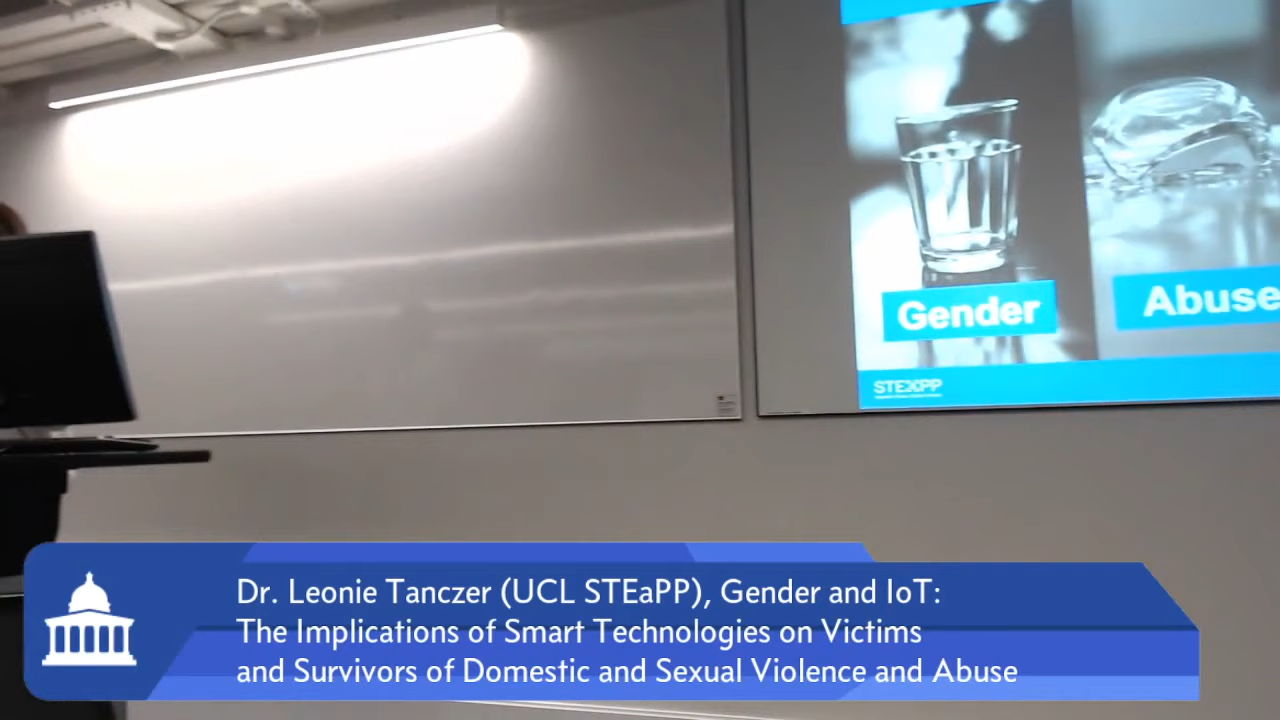 Gender
Abuse
STEaPP
Dr. Leonie Tanczer (UCL STEaPP), Gender and IoT:
The Implications of Smart Technologies on Victims
and Survivors of Domestic and Sexual Violence and Abuse